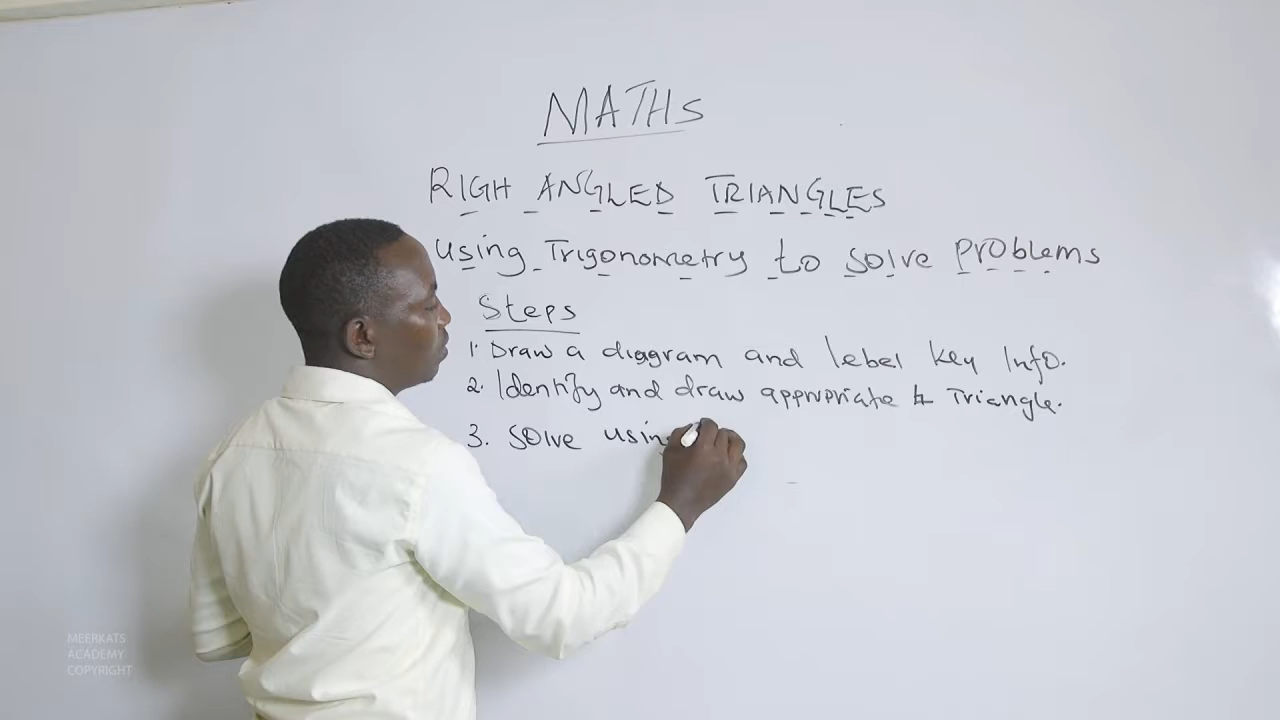 MATHS
RIGH ANGLED TRIANGLES
Using Trigonometry to solve problems
Steps
1. Draw a diagram and lebel key Info.
2. Identify and draw appropriate Triangle.
3. Solve using
MEERKATS
ACADEMY
COPYRIGHT